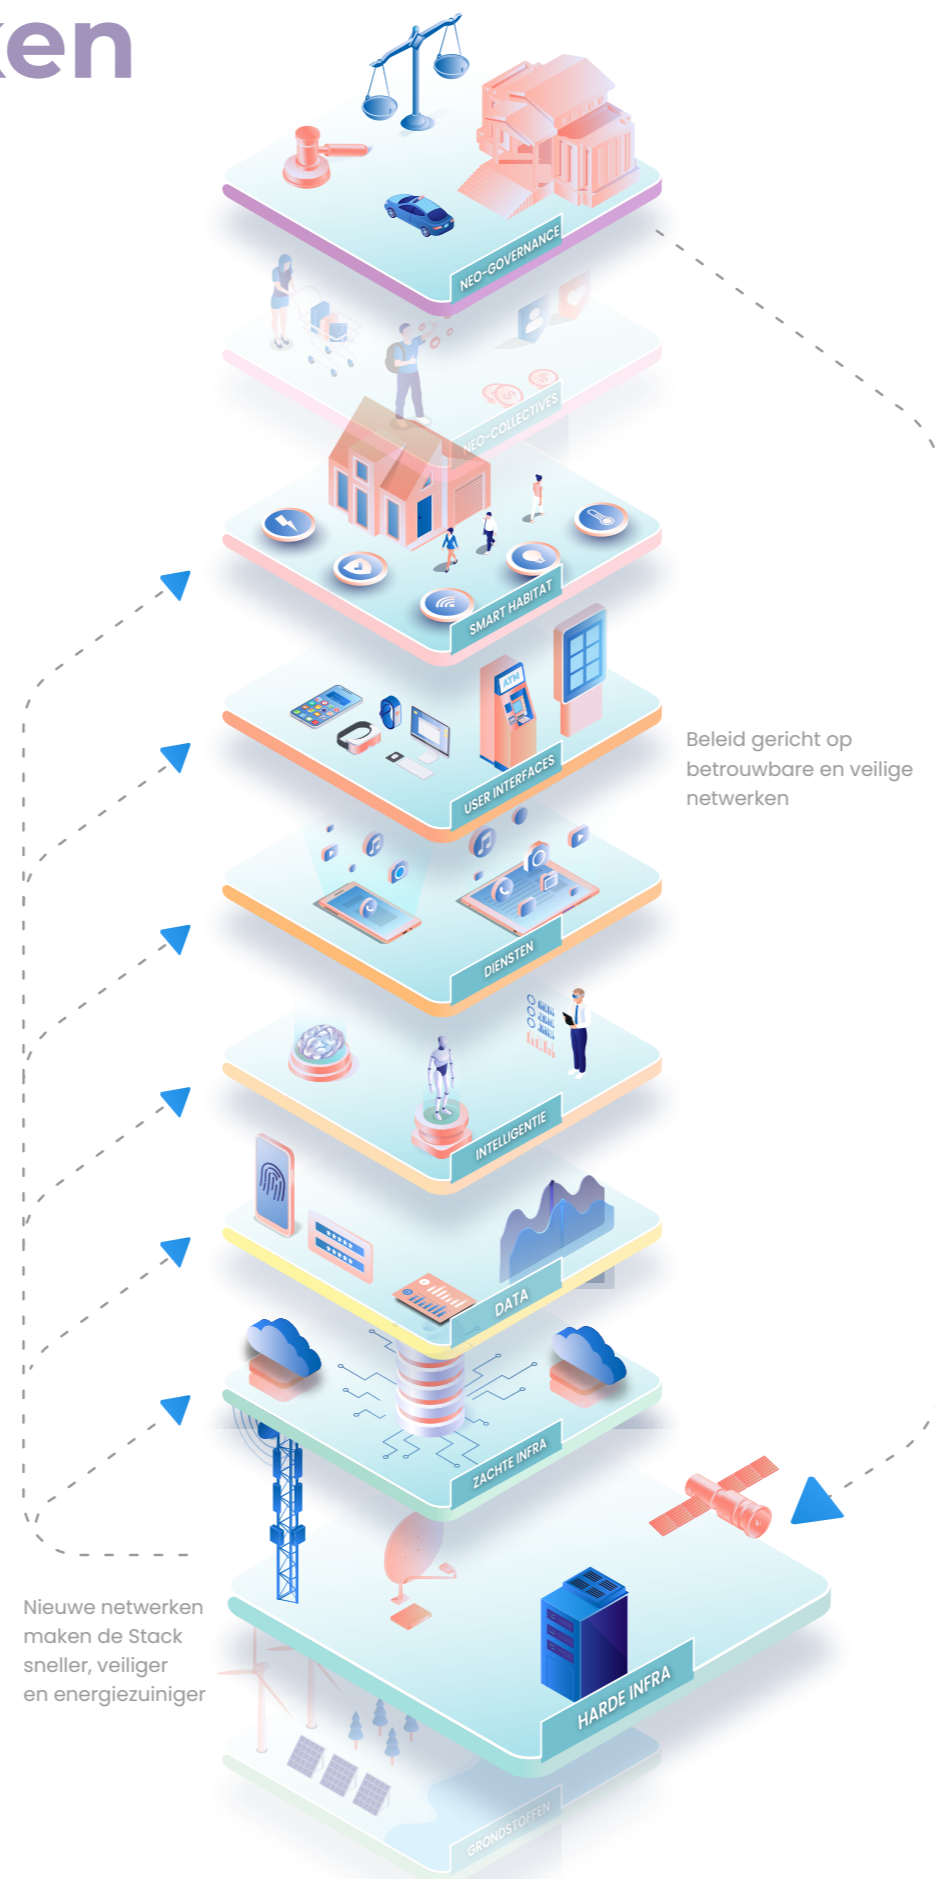 ken
NEO-GOVERNANCE
NEO-COLLECTIVES
SMART HABITAT
ATM
USER INTERFACES
Beleid gericht op
betrouwbare en veilige
netwerken
DIENSTEN
INTELLIGENTIE
DATA
ZACHTE INFRA
Nieuwe netwerken
maken de Stack
sneller, veiliger
en energiezuiniger
HARDE INFRA
GRONDSTOFFEN